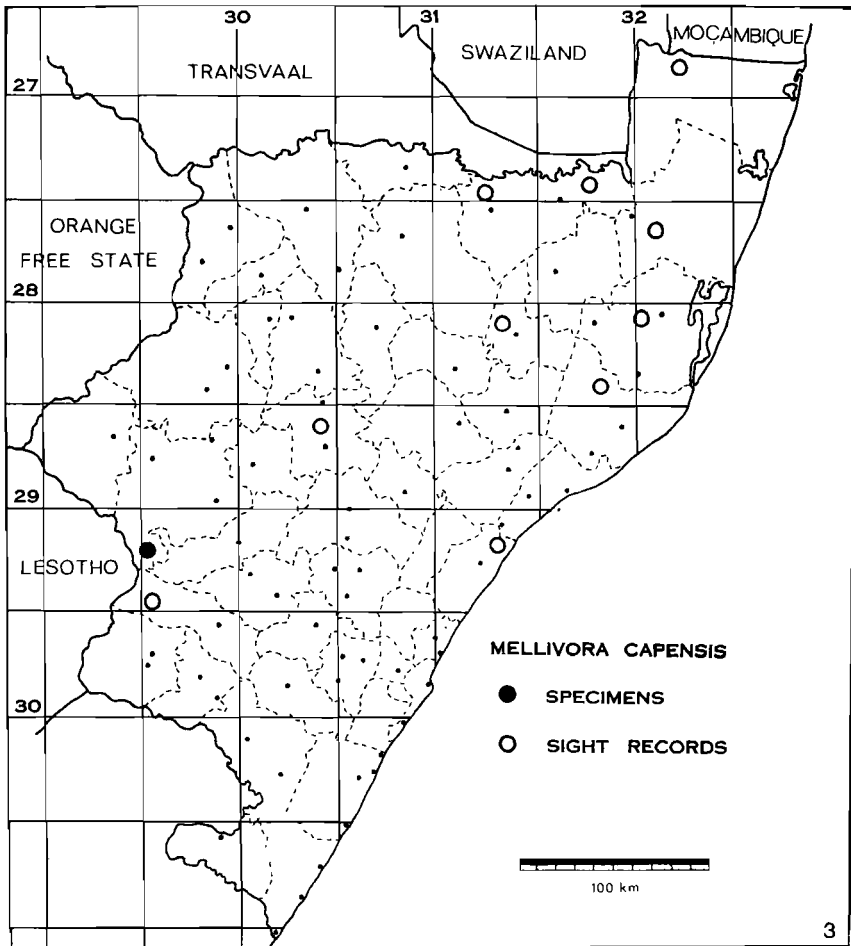 30 31 32
MOÇAMBIQUE
SWAZILAND
TRANSVAAL
27
ORANGE
FREE STATE
28
29
LESOTHO
MELLIVORA CAPENSIS
SPECIMENS
30
SIGHT RECORDS
100 km
3